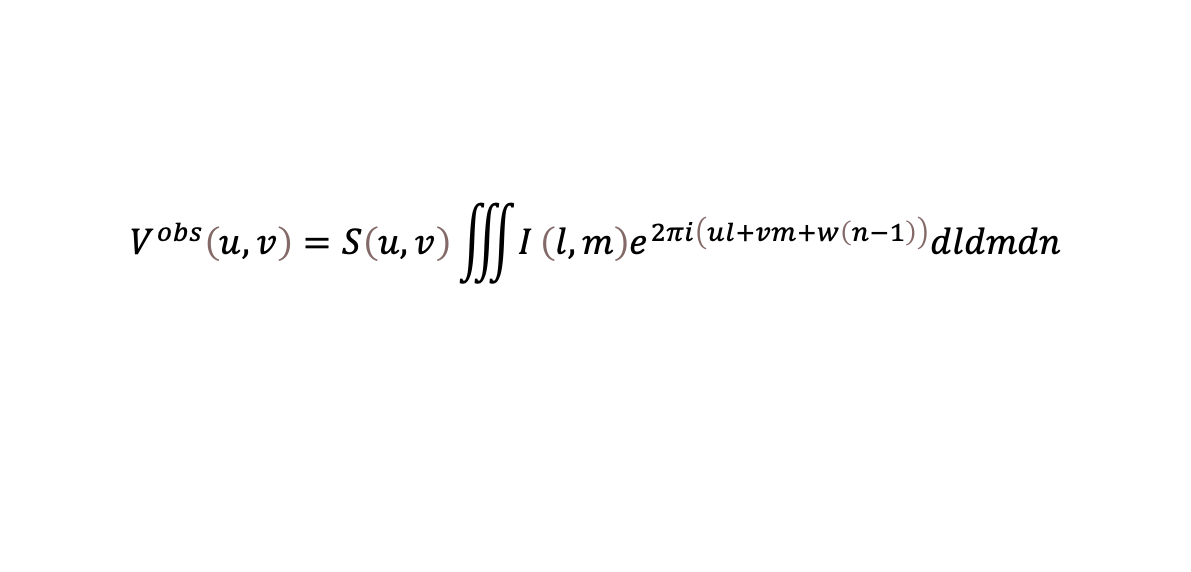 V^{obs}(u, v) = S(u, v) ∭ I (l, m)e^{2πi(ul+vm+w(n−1))}dldmdn